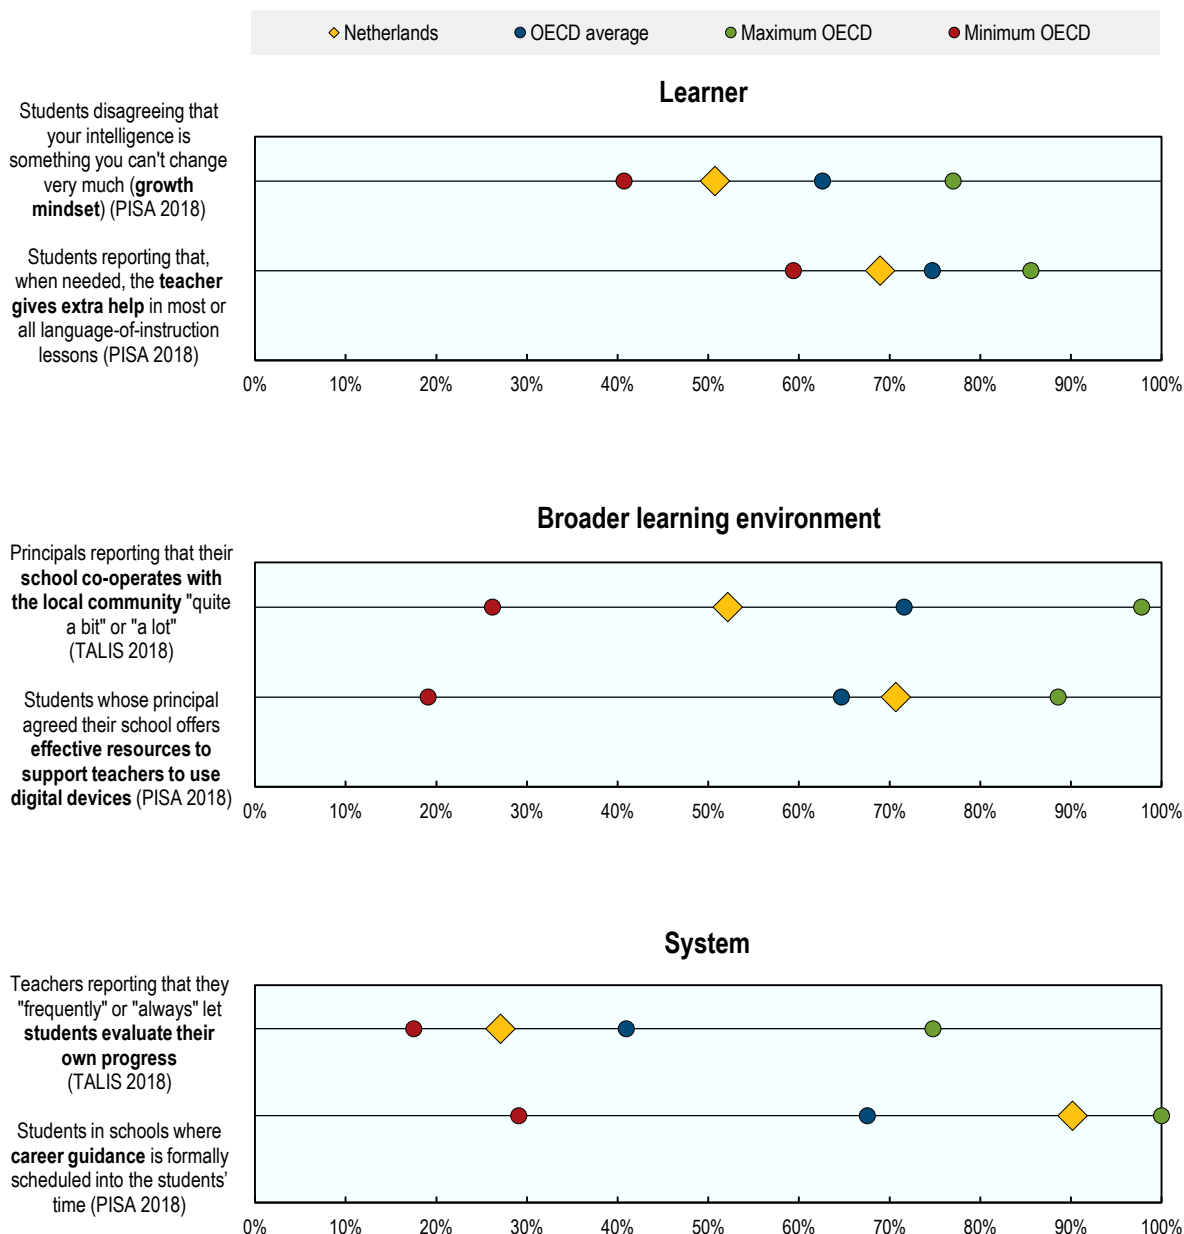 Netherlands OECD average Maximum OECD Minimum OECD
Learner
Students disagreeing that
your intelligence is
something you can't change
very much (growth
mindset) (PISA 2018)
Students reporting that,
when needed, the teacher
gives extra help in most or
all language-of-instruction
lessons (PISA 2018)
0% 10% 20% 30% 40% 50% 60% 70% 80% 90% 100%
Broader learning environment
Principals reporting that their
school co-operates with
the local community "quite
a bit" or "a lot"
(TALIS 2018)
Students whose principal
agreed their school offers
effective resources to
support teachers to use
digital devices (PISA 2018)
0% 10% 20% 30% 40% 50% 60% 70% 80% 90% 100%
System
Teachers reporting that they
"frequently" or "always" let
students evaluate their
own progress
(TALIS 2018)
Students in schools where
career guidance is formally
scheduled into the students’
time (PISA 2018)
0% 10% 20% 30% 40% 50% 60% 70% 80% 90% 100%